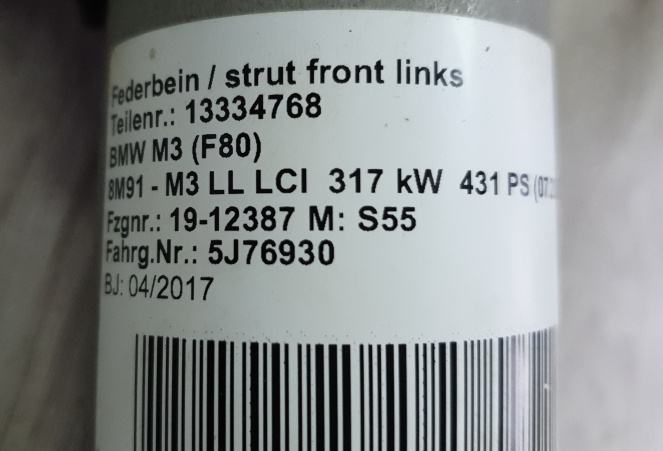 Federbein / strut front links
Teilenr.: 13334768
BMW M3 (F80)
8M91 - M3 LL LCI 317 kW 431 PS
Fzgnr.: 19-12387 M: S55
Fahrg.Nr.: 5J76930
BJ: 04/2017